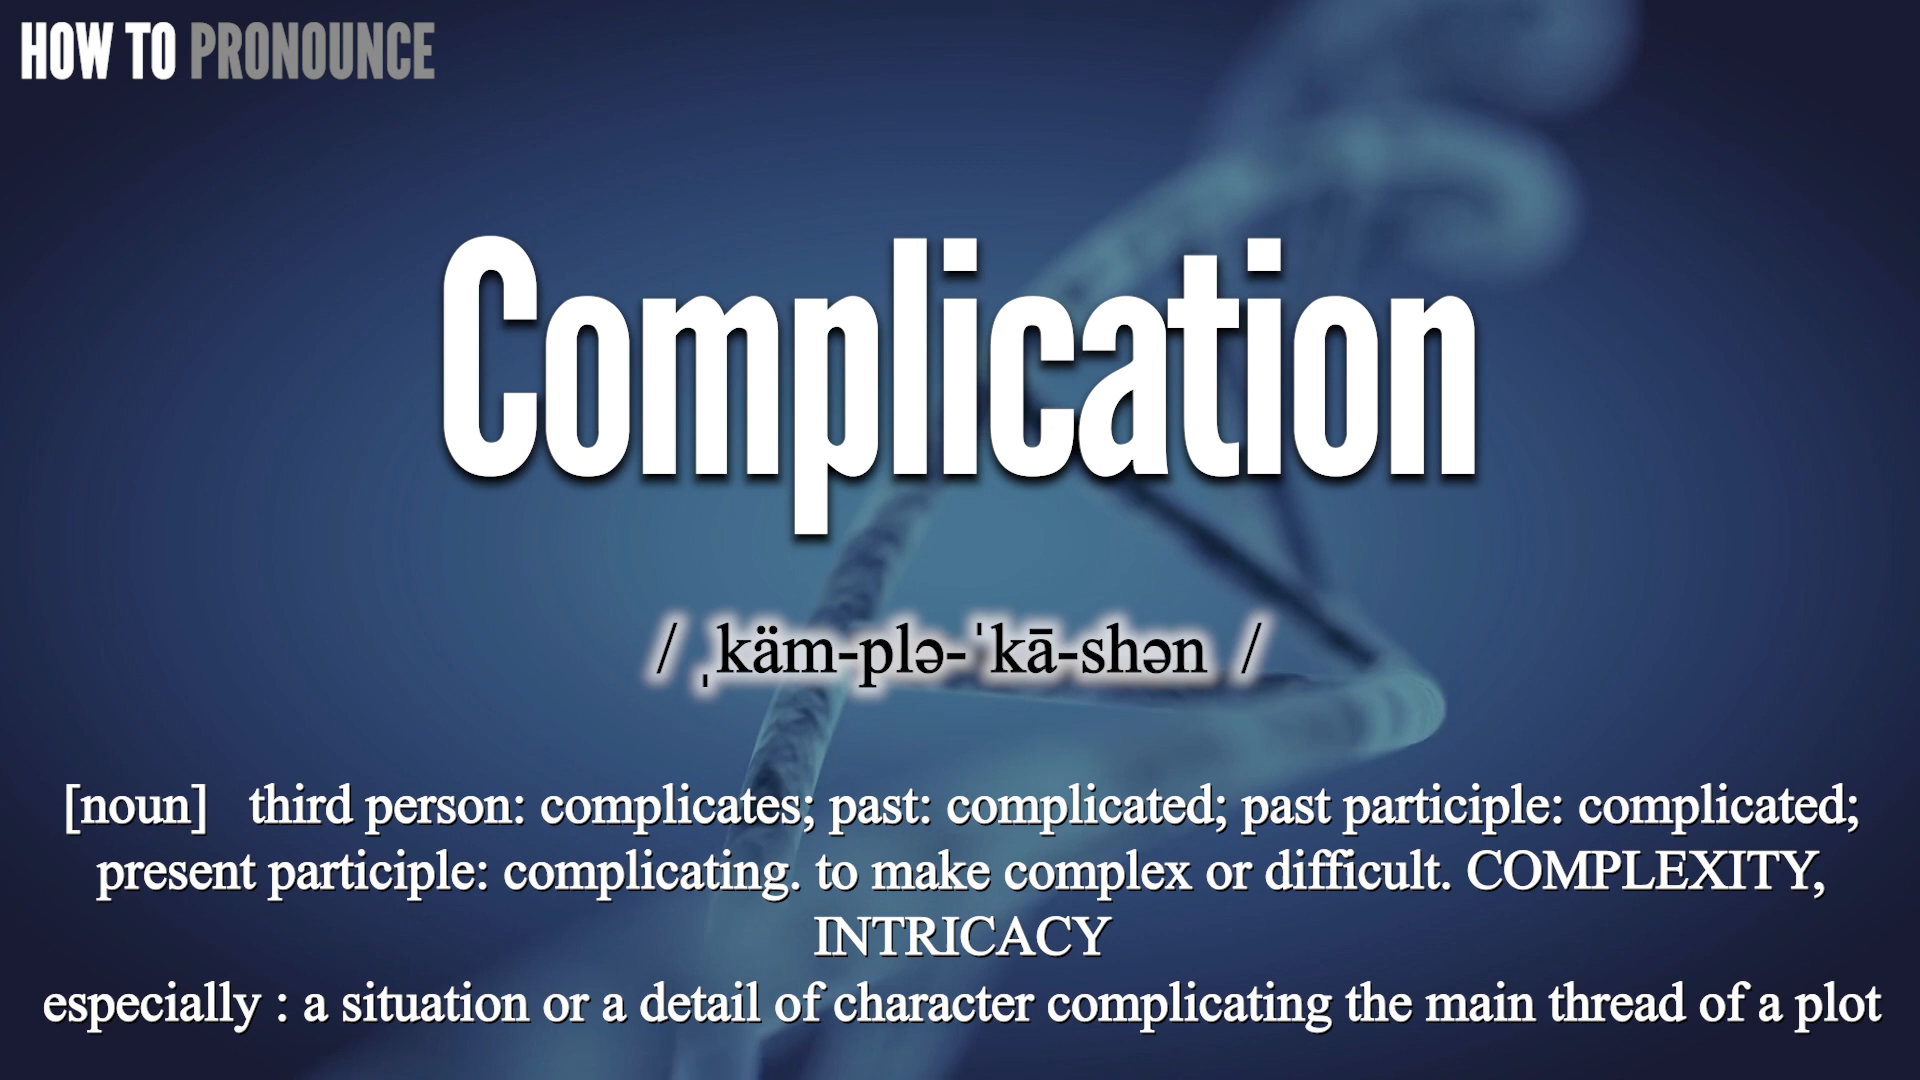 HOW TO PRONOUNCE
Complication
/ ˌkäm-plə-ˈkā-shən /
[noun] third person: complicates; past: complicated; past participle: complicated;
present participle: complicating. to make complex or difficult. COMPLEXITY,
INTRICACY
especially : a situation or a detail of character complicating the main thread of a plot